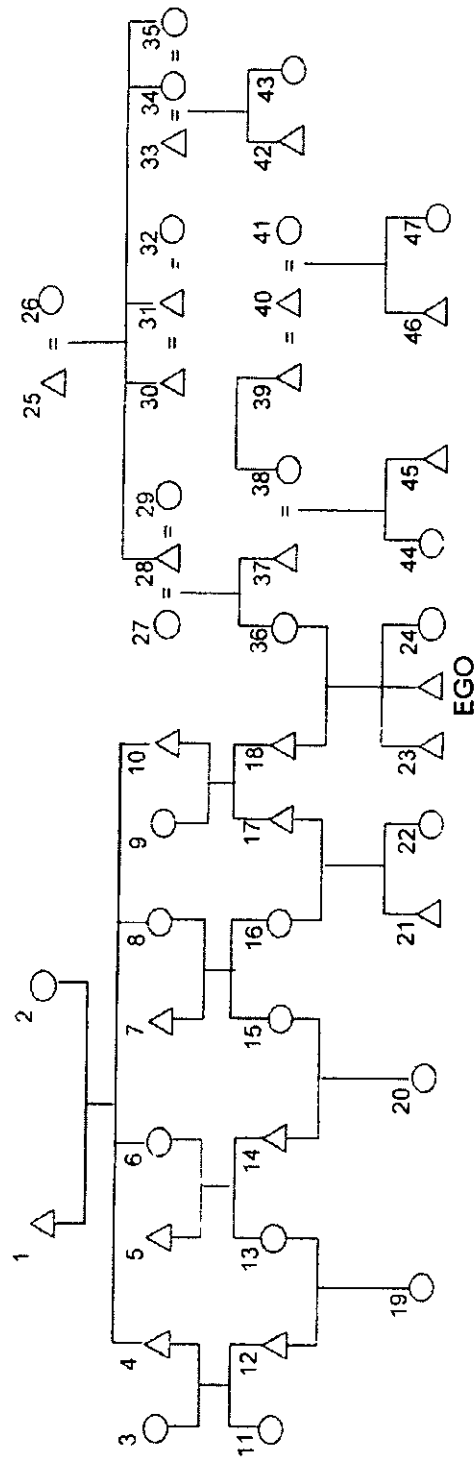 1 2 25 = 26
3 4 5 6 7 8 9 10 27 = 28 = 29 30 = 31 = 32 33 = 34 = 35
11 12 13 14 15 16 17 18 36 37 = 38 39 = 40 = 41 42 43
19 20 21 22 23 24 44 45 46 47
EGO